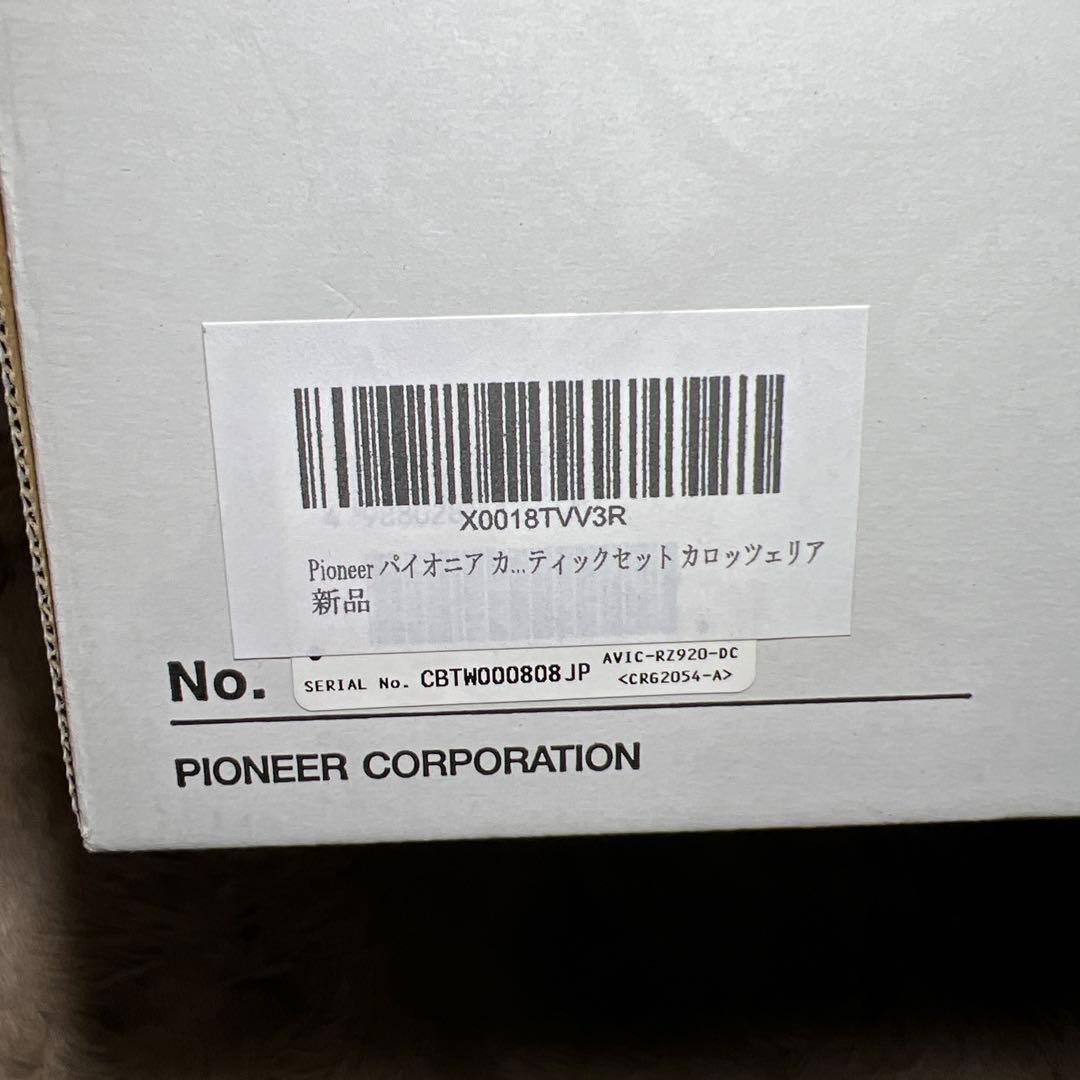 X0018TVV3R
Pioneer パイオニア カ...ティックセット カロッツェリア
新品
No.
SERIAL No. CBTW000808JP
AVIC-RZ920-DC
<CRG2054-A>
PIONEER CORPORATION